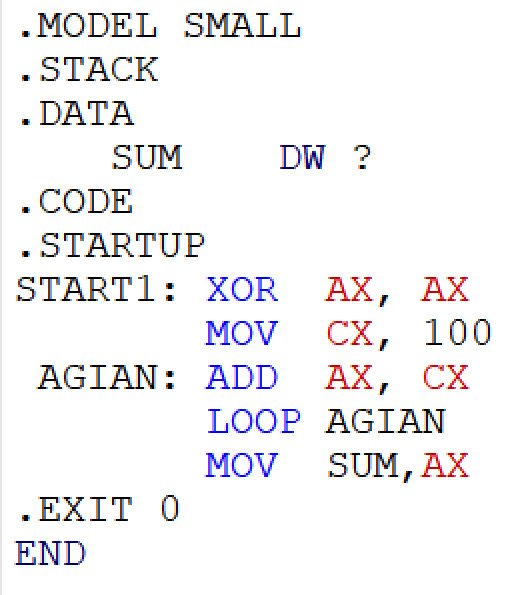 .MODEL SMALL
.STACK
.DATA
SUM DW ?
.CODE
.STARTUP
START1: XOR AX, AX
MOV CX, 100
AGIAN: ADD AX, CX
LOOP AGIAN
MOV SUM,AX
.EXIT 0
END